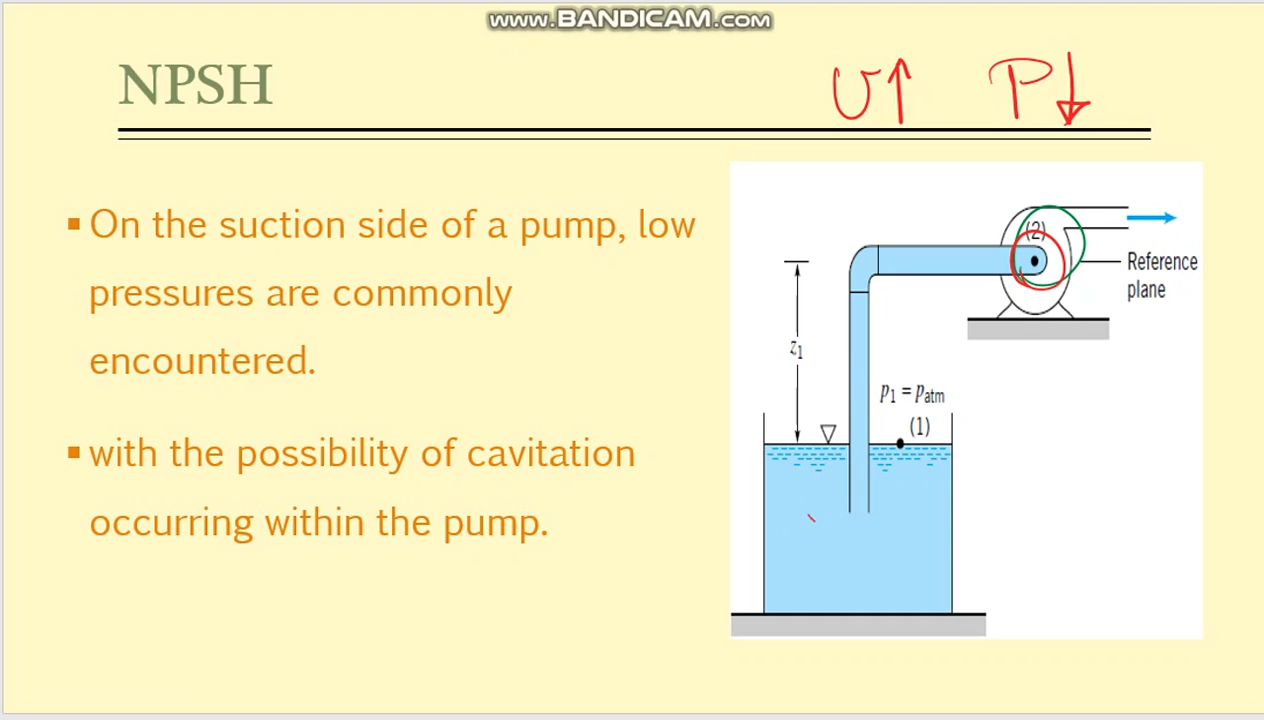 www.BANDICAM.com
NPSH
U↑ P↓
▪ On the suction side of a pump, low
pressures are commonly
encountered.
▪ with the possibility of cavitation
occurring within the pump.
(2)
Reference
plane
z1
p1 = patm
(1)